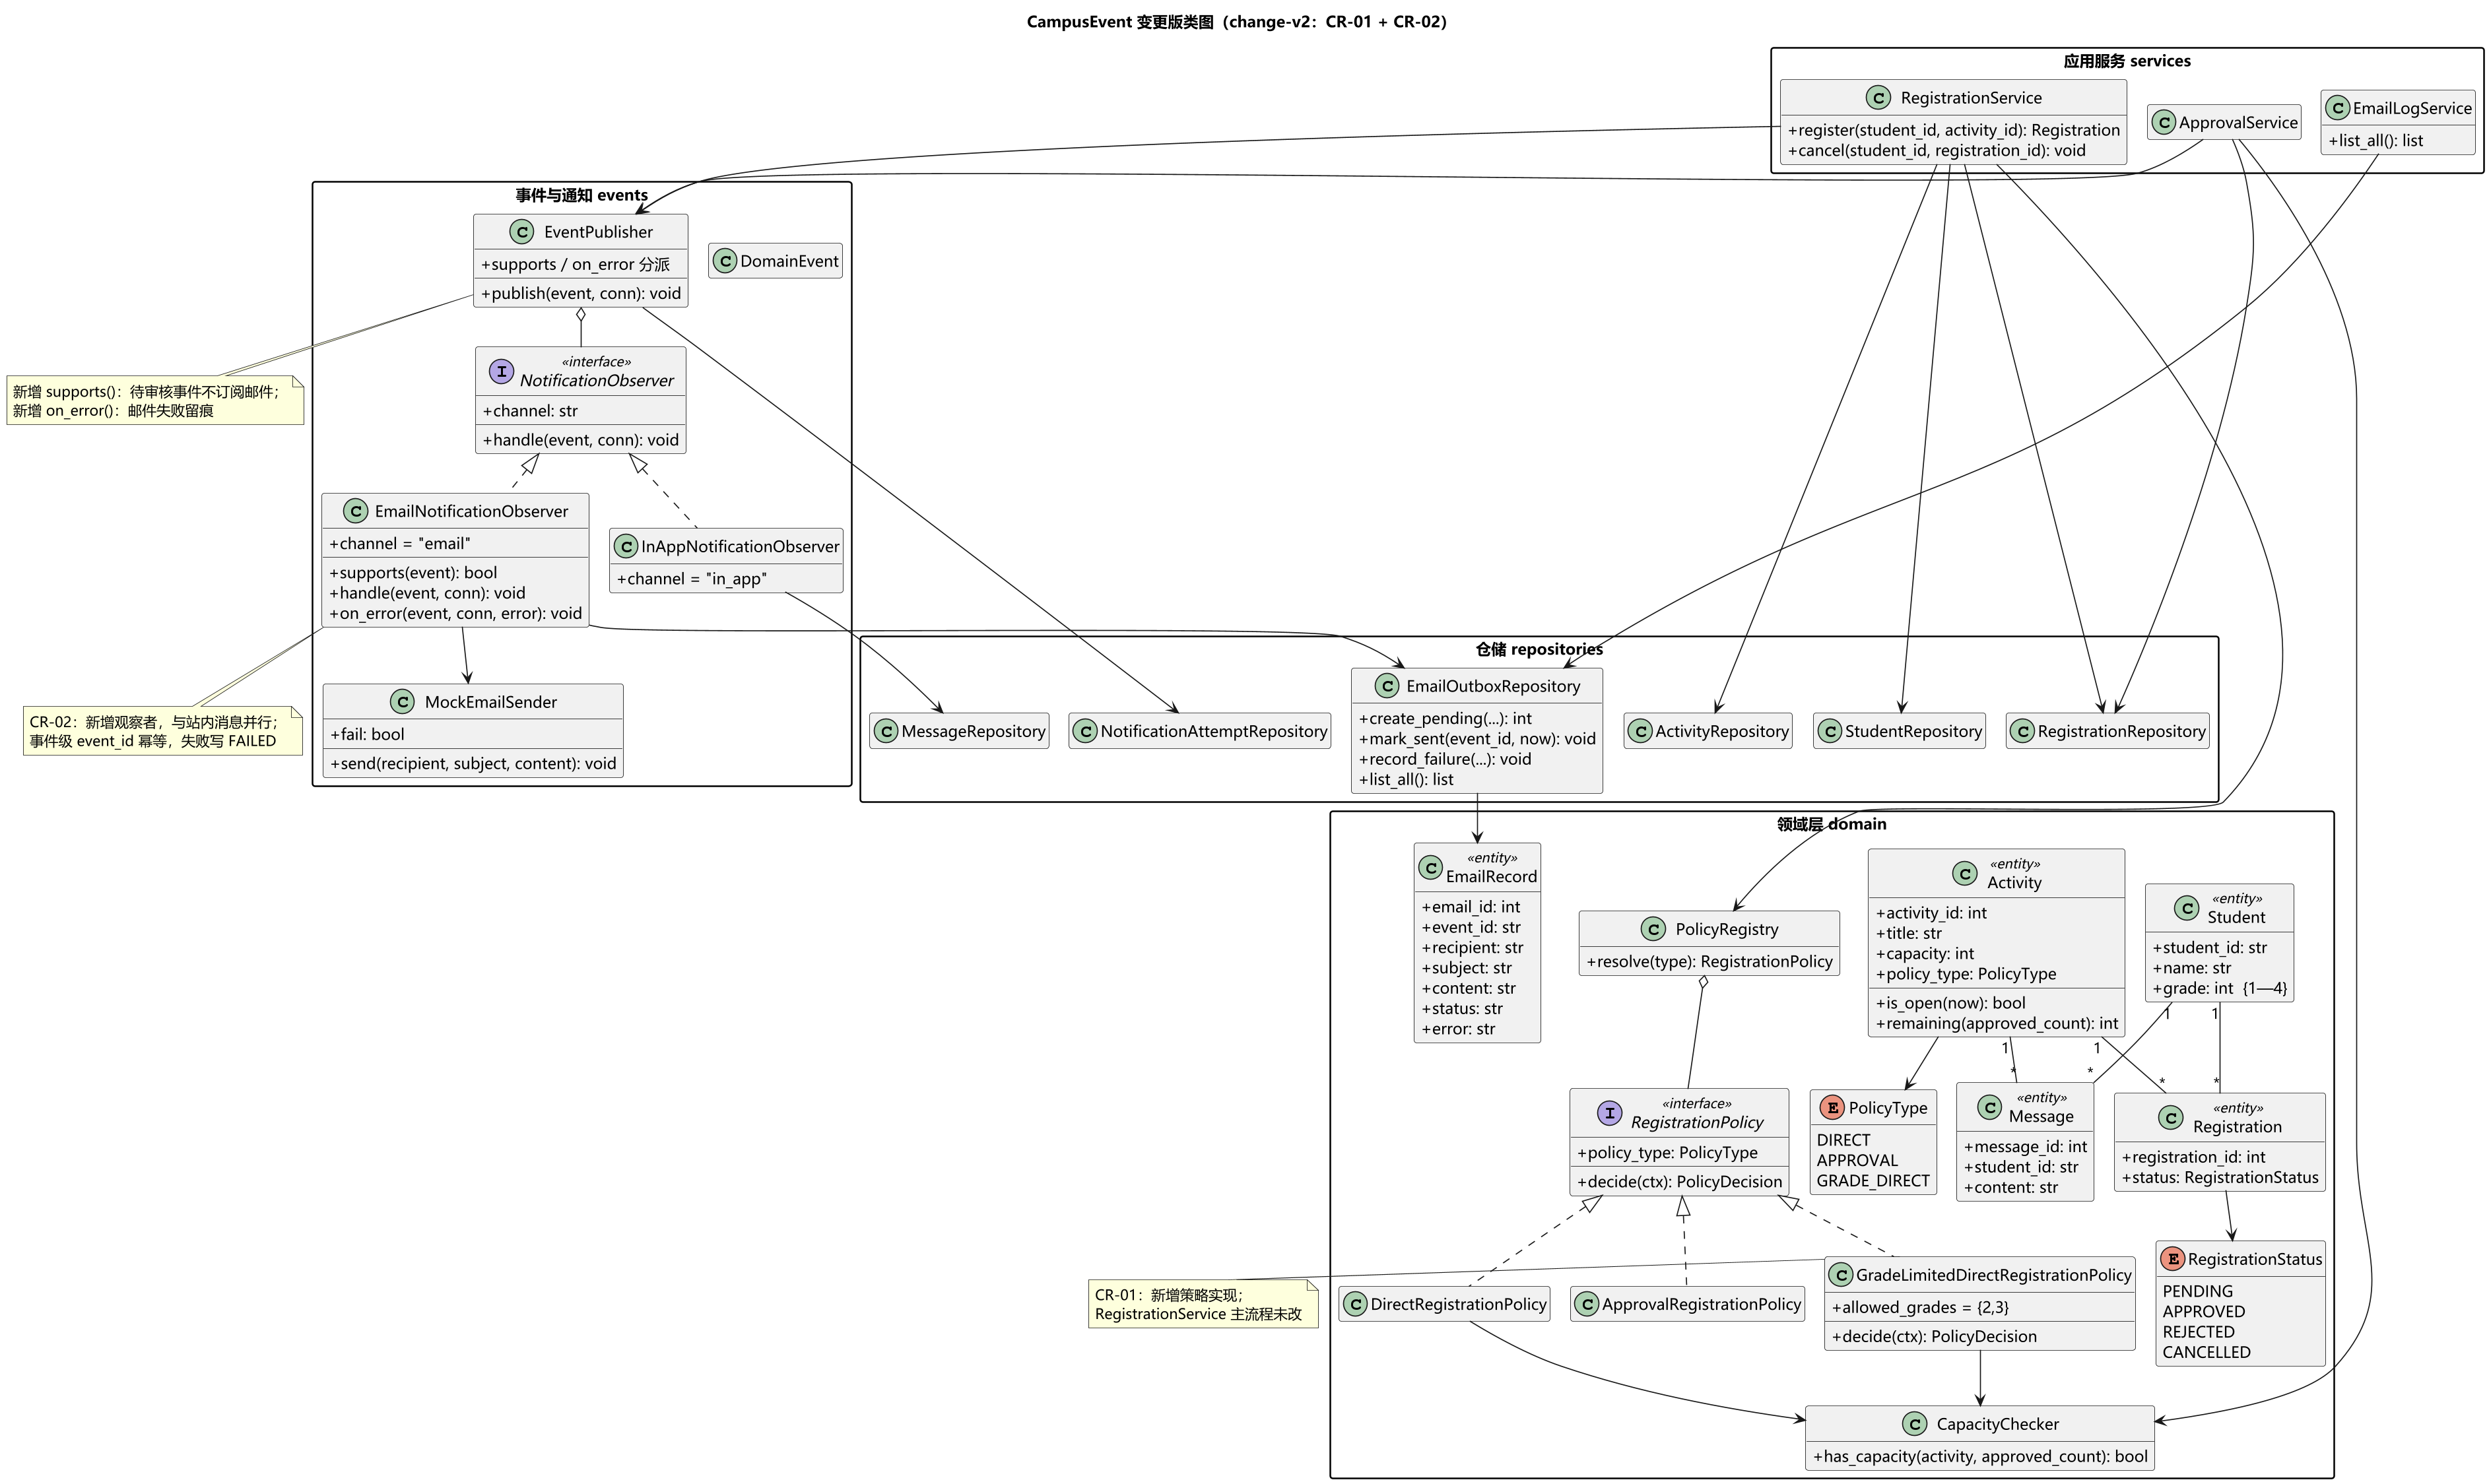 CampusEvent 变更版类图（change-v2：CR-01 + CR-02）
应用服务 services
C RegistrationService
+register(student_id, activity_id): Registration
+cancel(student_id, registration_id): void
C ApprovalService
C EmailLogService
+list_all(): list
事件与通知 events
C EventPublisher
+supports / on_error 分派
+publish(event, conn): void
C DomainEvent
新增 supports()：待审核事件不订阅邮件；
新增 on_error()：邮件失败留痕
I «interface»
NotificationObserver
+channel: str
+handle(event, conn): void
C EmailNotificationObserver
+channel = "email"
+supports(event): bool
+handle(event, conn): void
+on_error(event, conn, error): void
C InAppNotificationObserver
+channel = "in_app"
CR-02：新增观察者，与站内消息并行；
事件级 event_id 幂等，失败写 FAILED
C MockEmailSender
+fail: bool
+send(recipient, subject, content): void
仓储 repositories
C MessageRepository
C NotificationAttemptRepository
C EmailOutboxRepository
+create_pending(...): int
+mark_sent(event_id, now): void
+record_failure(...): void
+list_all(): list
C ActivityRepository
C StudentRepository
C RegistrationRepository
领域层 domain
C «entity»
EmailRecord
+email_id: int
+event_id: str
+recipient: str
+subject: str
+content: str
+status: str
+error: str
C PolicyRegistry
+resolve(type): RegistrationPolicy
C «entity»
Activity
+activity_id: int
+title: str
+capacity: int
+policy_type: PolicyType
+is_open(now): bool
+remaining(approved_count): int
C «entity»
Student
+student_id: str
+name: str
+grade: int {1—4}
1
1
1
1
*
*
*
*
I «interface»
RegistrationPolicy
+policy_type: PolicyType
+decide(ctx): PolicyDecision
E PolicyType
DIRECT
APPROVAL
GRADE_DIRECT
C «entity»
Message
+message_id: int
+student_id: str
+content: str
C «entity»
Registration
+registration_id: int
+status: RegistrationStatus
CR-01：新增策略实现；
RegistrationService 主流程未改
C DirectRegistrationPolicy
C ApprovalRegistrationPolicy
C GradeLimitedDirectRegistrationPolicy
+allowed_grades = {2,3}
+decide(ctx): PolicyDecision
E RegistrationStatus
PENDING
APPROVED
REJECTED
CANCELLED
C CapacityChecker
+has_capacity(activity, approved_count): bool